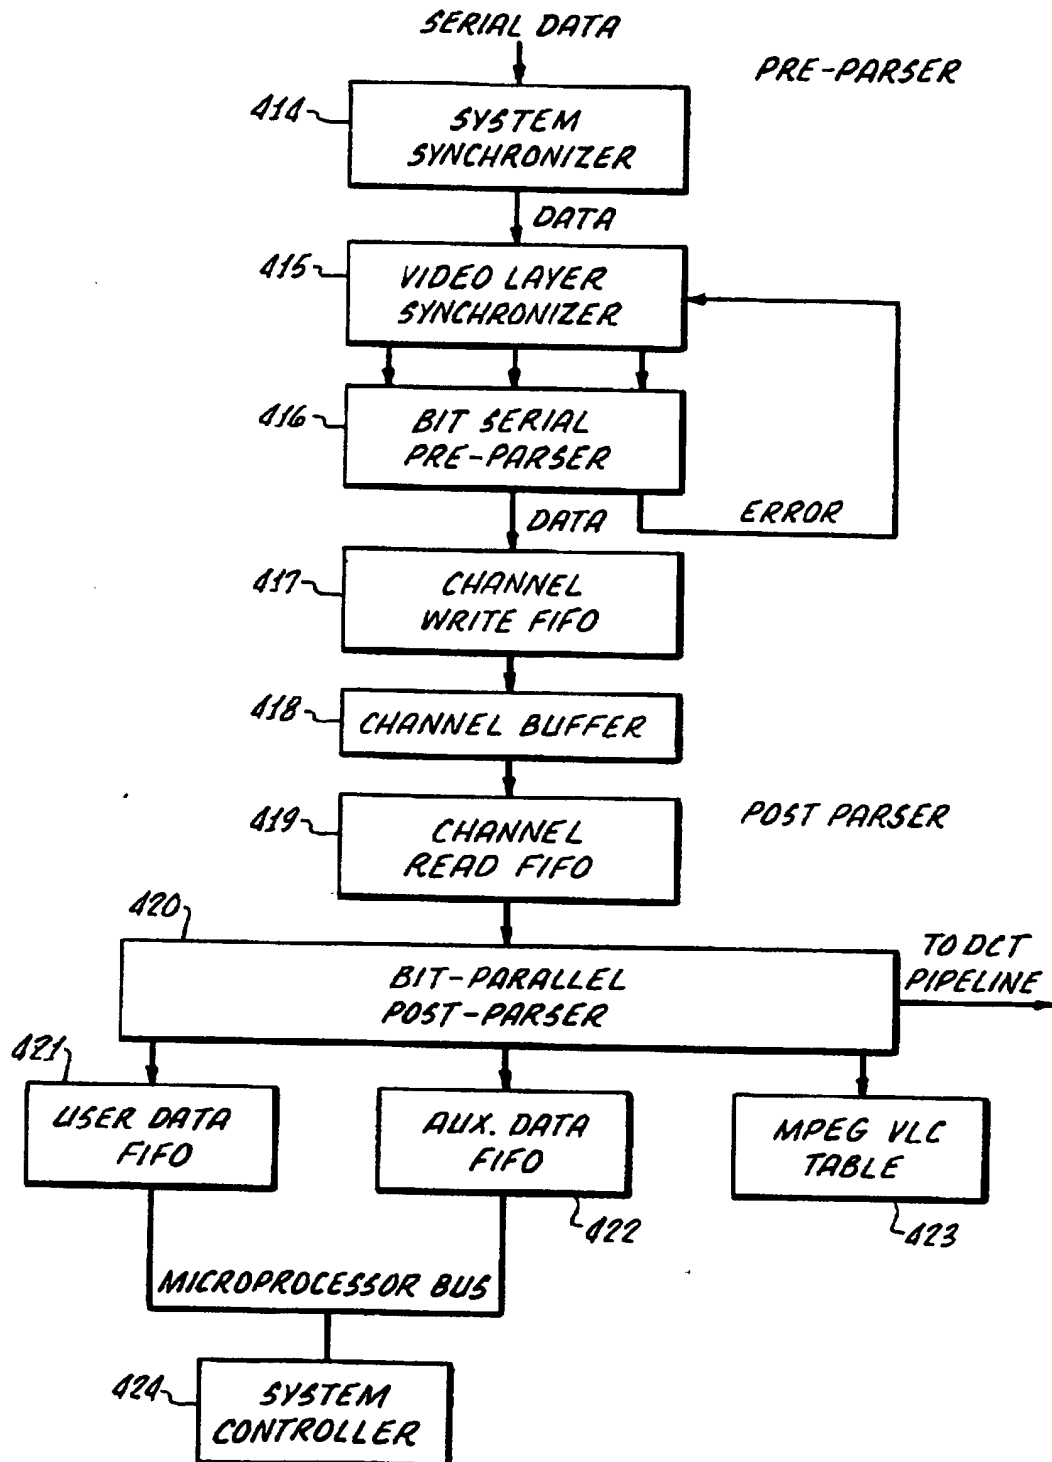 SERIAL DATA
PRE-PARSER
414
SYSTEM
SYNCHRONIZER
DATA
415
VIDEO LAYER
SYNCHRONIZER
416
BIT SERIAL
PRE-PARSER
DATA
ERROR
417
CHANNEL
WRITE FIFO
418
CHANNEL BUFFER
419
CHANNEL
READ FIFO
POST PARSER
420
BIT-PARALLEL
POST-PARSER
TO DCT
PIPELINE
421
USER DATA
FIFO
AUX. DATA
FIFO
422
MPEG VLC
TABLE
423
MICROPROCESSOR BUS
424
SYSTEM
CONTROLLER